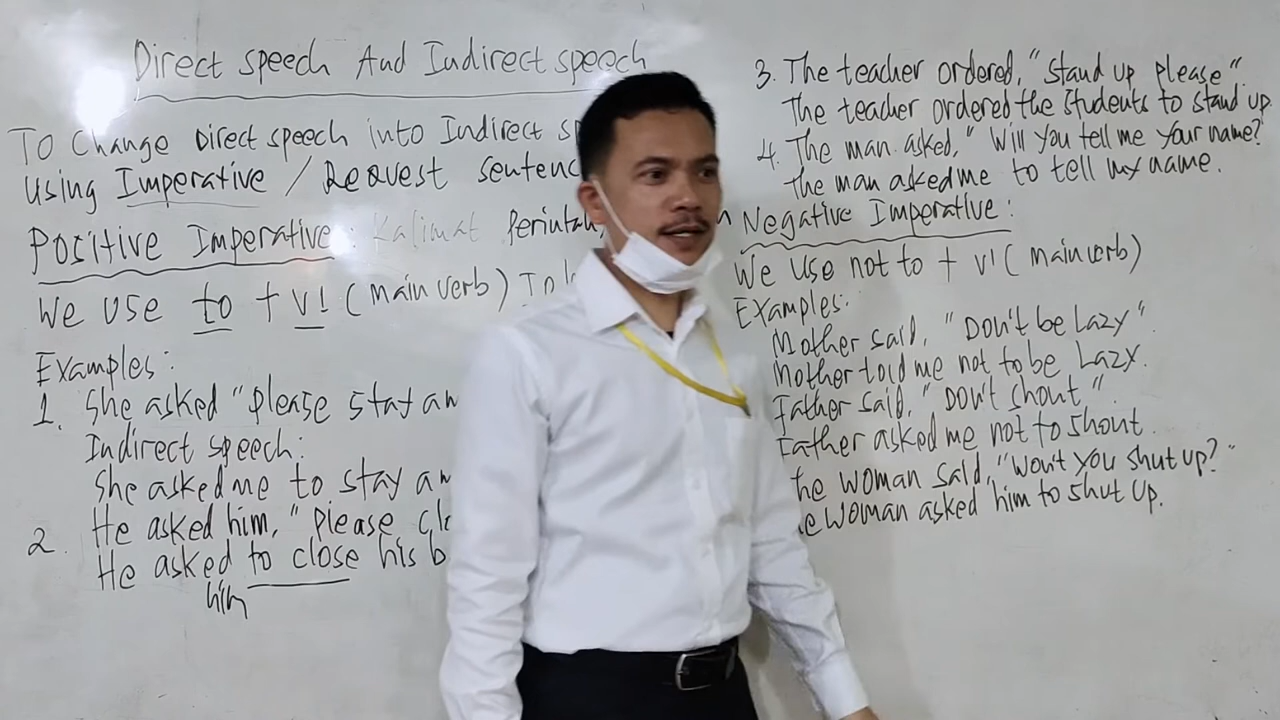 Direct speech And Indirect speech
To Change Direct speech into Indirect
Using Imperative / Request
Positive Imperative : Kalimat
We use to + V1 (main verb)
Examples :
1. She asked "please stay
Indirect speech :
She asked me to stay
2. He asked him, "please
He asked to close his
him
3. The teacher ordered, "stand up please"
The teacher ordered the students to stand up.
4. The man asked, "Will you tell me your name?
The man asked me to tell my name.
Negative Imperative :
We use not to + V1 (main verb)
Examples:
Mother said, "Don't be Lazy".
Mother told me not to be Lazy.
Father said, "Don't shout".
Father asked me not to shout.
woman said, "Won't you shut up?"
woman asked him to shut up.